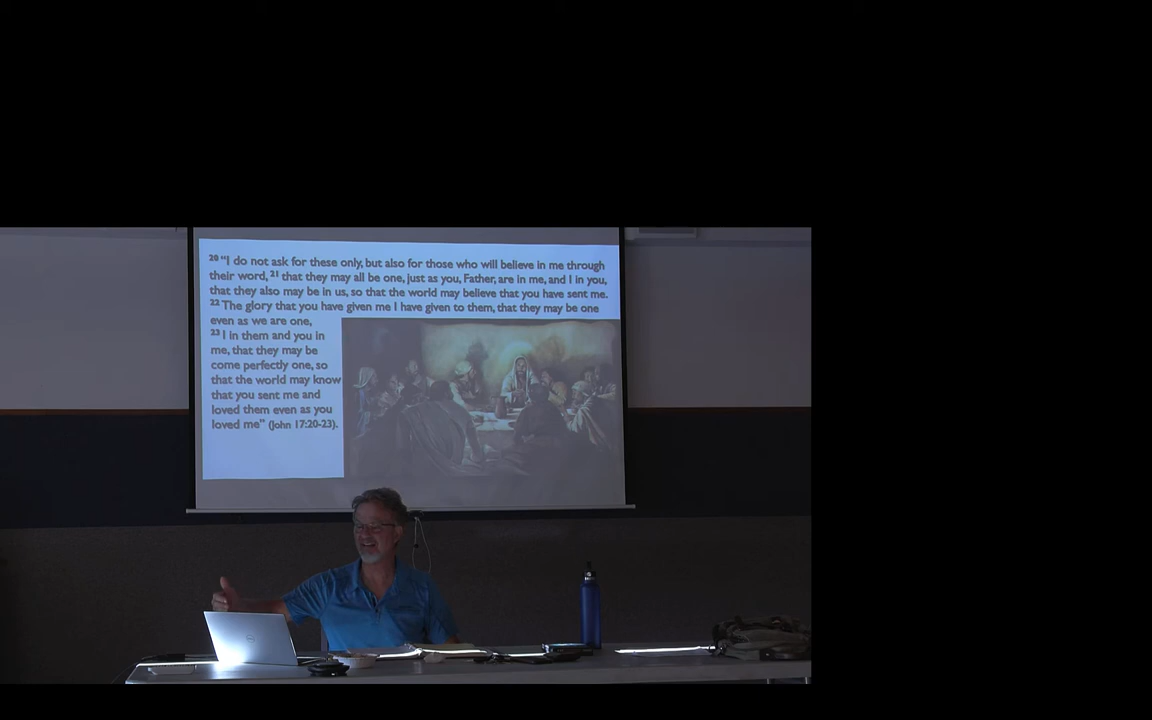 20 "I do not ask for these only, but also for those who will believe in me through
their word, 21 that they may all be one, just as you, Father, are in me, and I in you,
that they also may be in us, so that the world may believe that you have sent me.
22 The glory that you have given me I have given to them, that they may be one
even as we are one,
23 I in them and you in
me, that they may be
come perfectly one, so
that the world may know
that you sent me and
loved them even as you
loved me" (John 17:20-23).